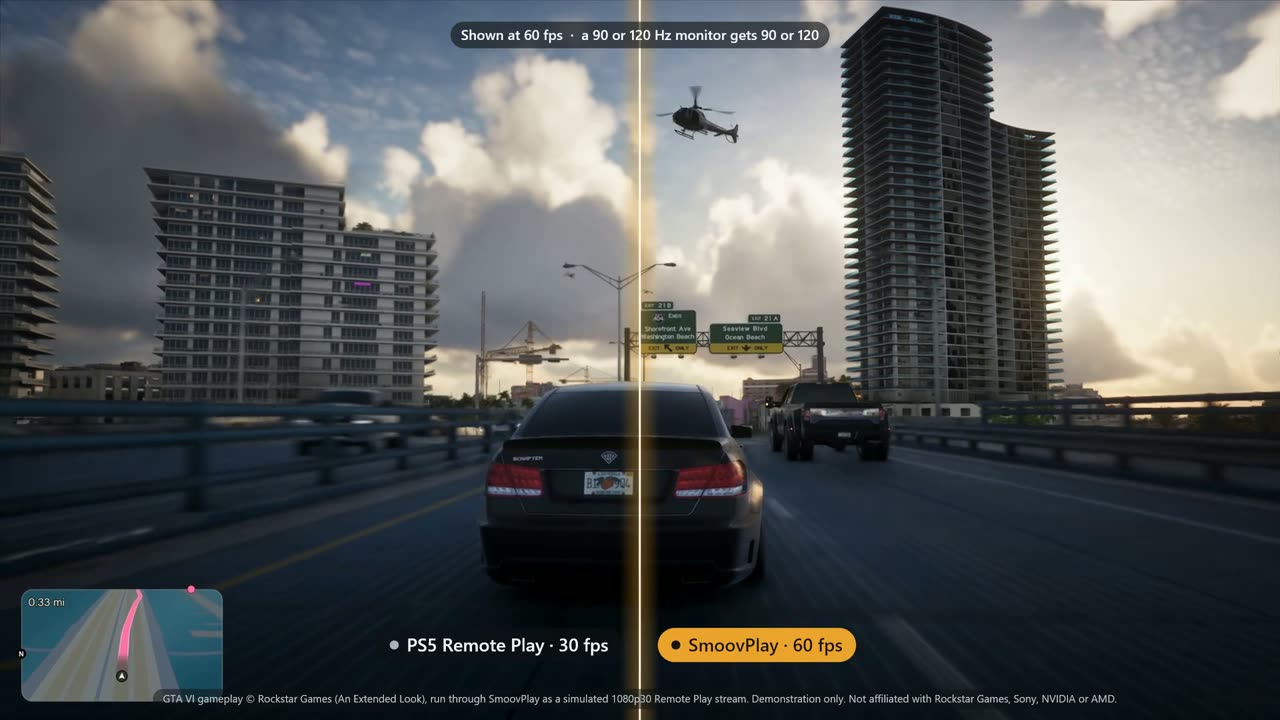 Shown at 60 fps · a 90 or 120 Hz monitor gets 90 or 120
EXIT 21B
Shorefront Ave
Washington Beach
EXIT ONLY
EXIT 21A
Seaview Blvd
Ocean Beach
EXIT ONLY
SCHAFTER
0.33 mi
N
PS5 Remote Play · 30 fps
SmoovPlay · 60 fps
GTA VI gameplay © Rockstar Games (An Extended Look), run through SmoovPlay as a simulated 1080p30 Remote Play stream. Demonstration only. Not affiliated with Rockstar Games, Sony, NVIDIA or AMD.